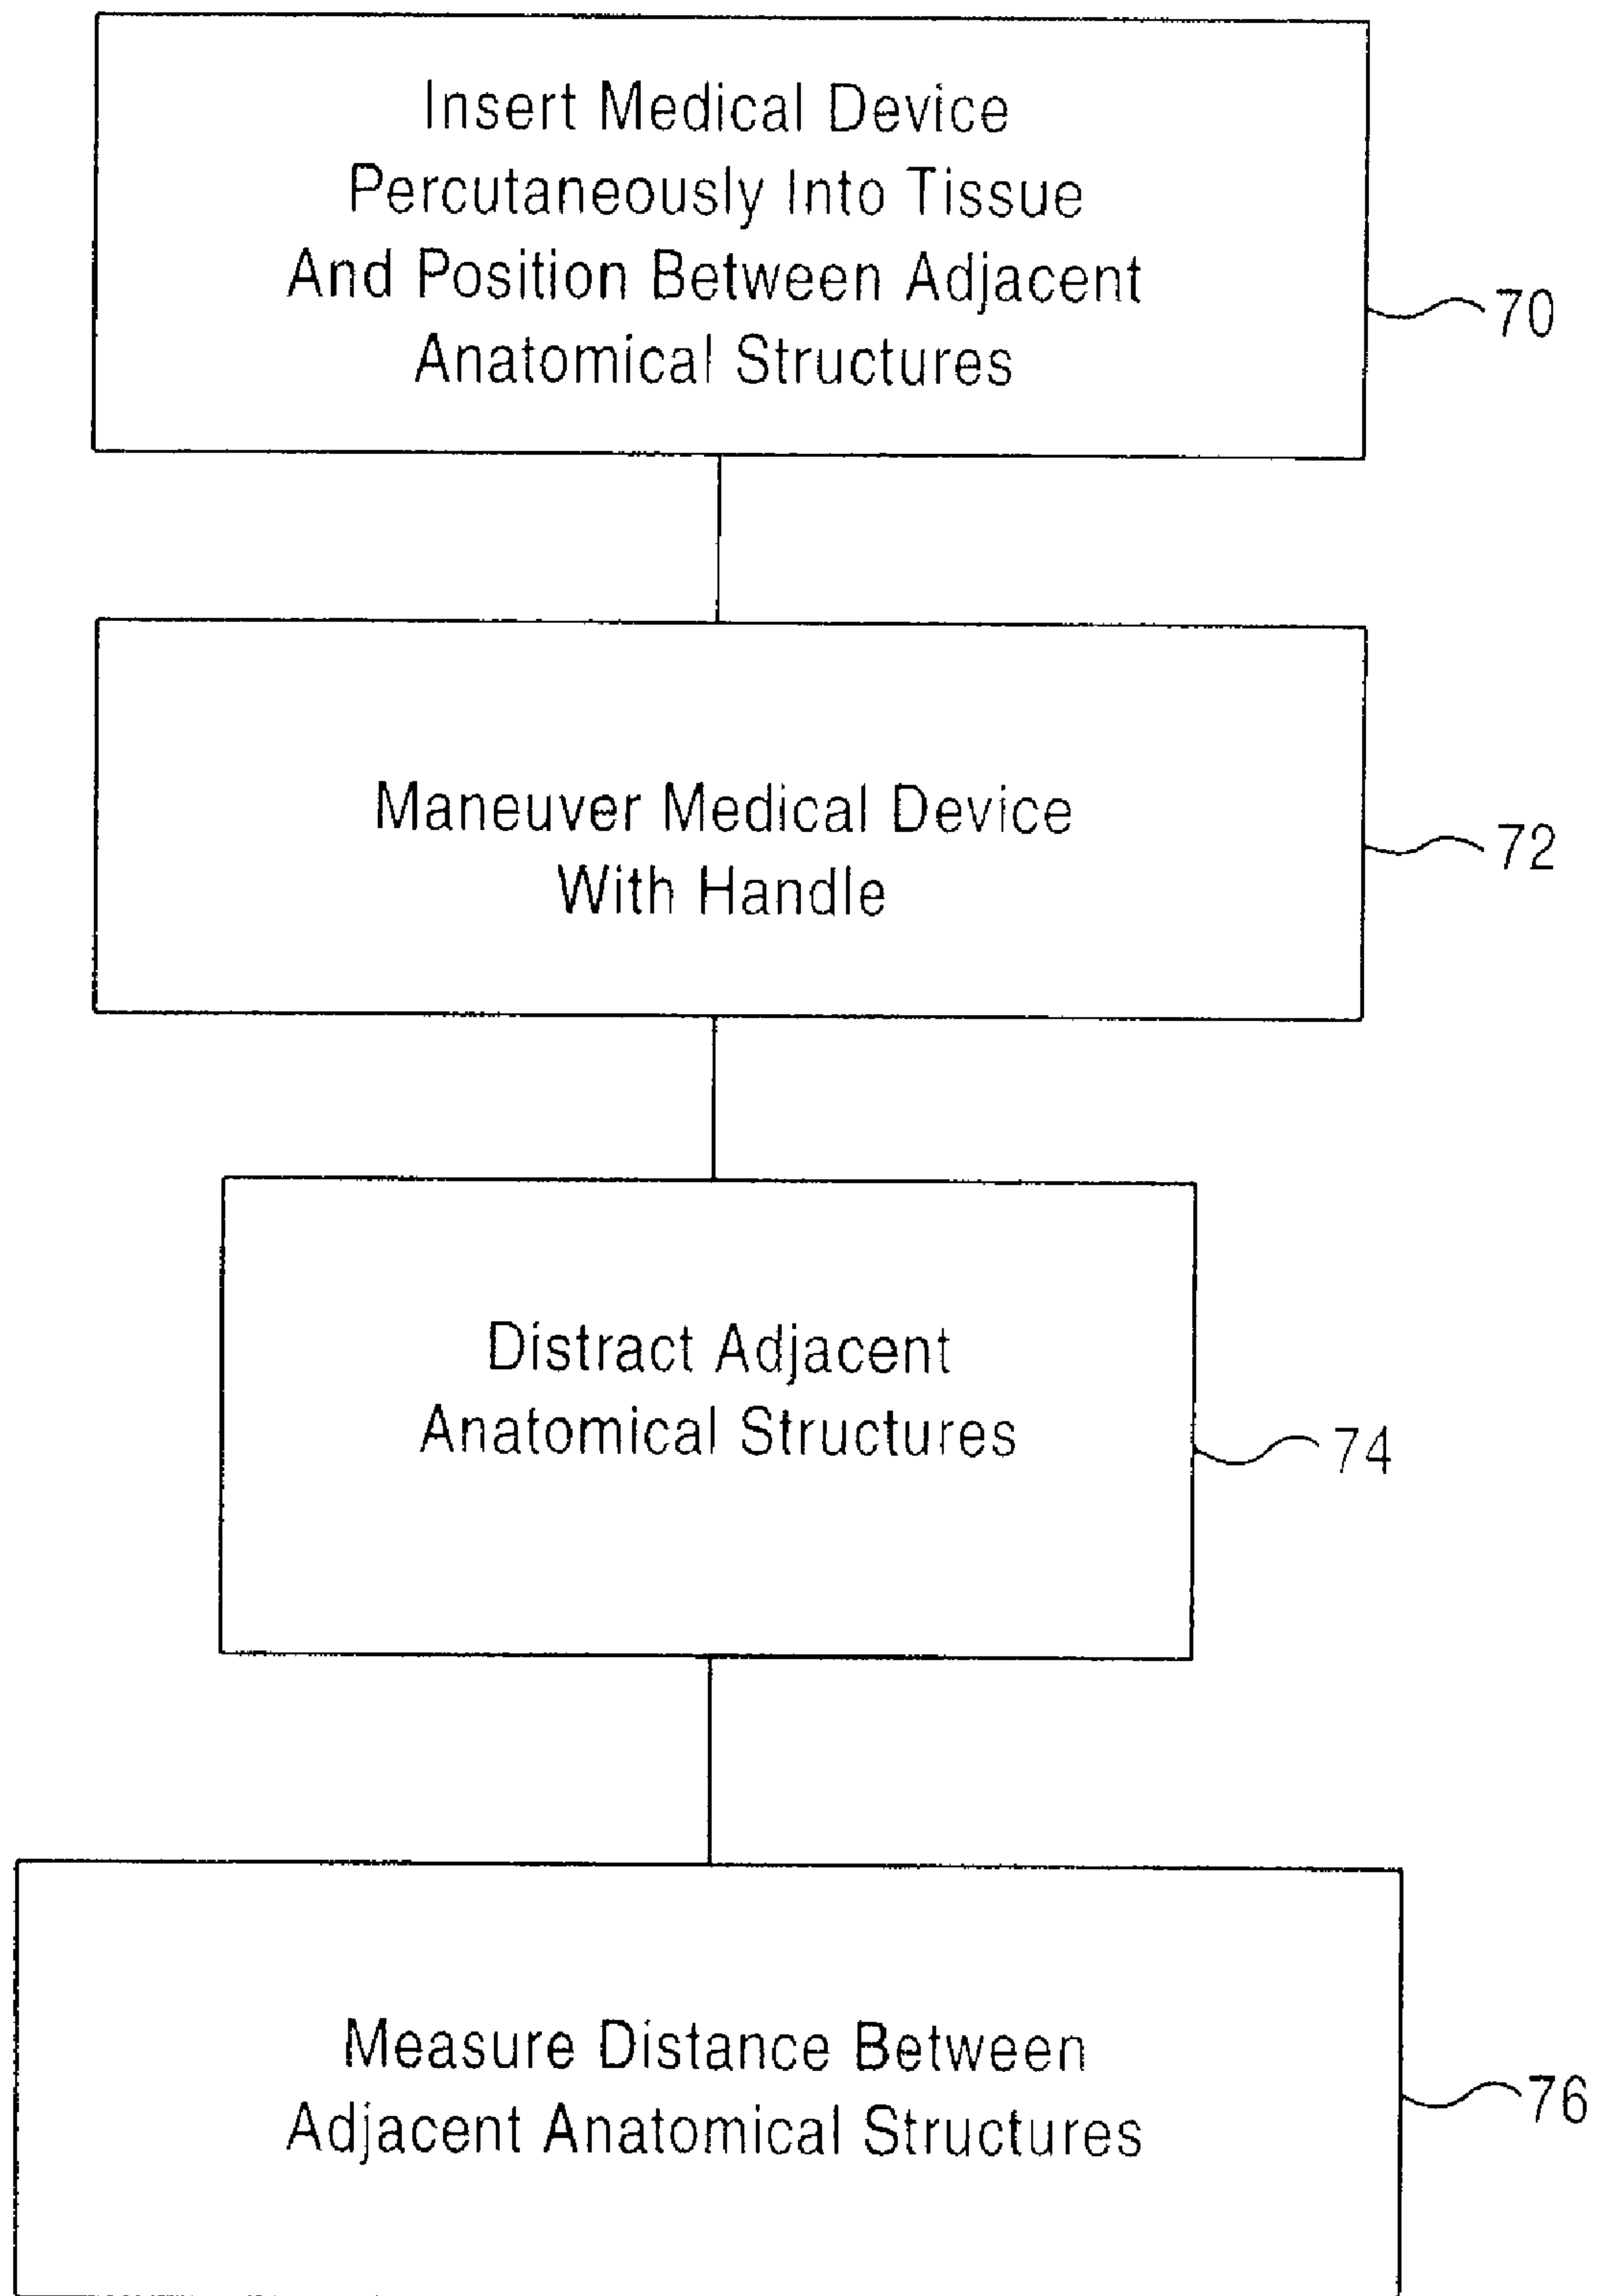 Insert Medical Device
Percutaneously Into Tissue
And Position Between Adjacent
Anatomical Structures
70
Maneuver Medical Device
With Handle
72
Distract Adjacent
Anatomical Structures
74
Measure Distance Between
Adjacent Anatomical Structures
76